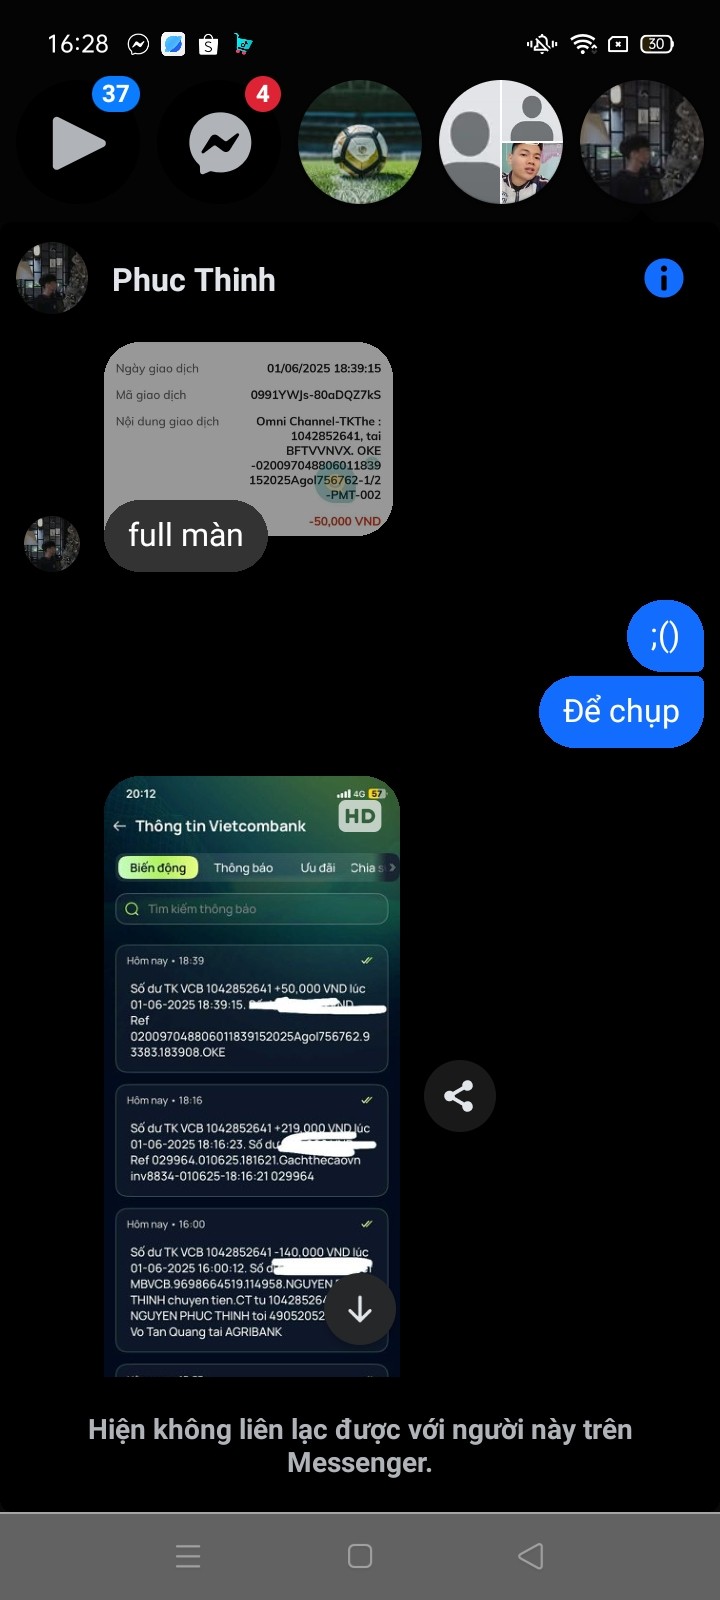 16:28
30
37
4
Phuc Thinh
Ngày giao dịch 01/06/2025 18:39:15
Mã giao dịch 0991YWJs-80aDQZ7kS
Nội dung giao dịch Omni Channel-TKThe :
1042852641, tai
BFTVVNVX. OKE
-020097048806011839
152025Agol756762-1/2
-PMT-002
-50,000 VND
full màn
;()
Để chụp
20:12 4G 57
HD
Thông tin Vietcombank
Biến động Thông báo Ưu đãi Chia s
Tìm kiếm thông báo
Hôm nay • 18:39
Số dư TK VCB 1042852641 +50,000 VND lúc
01-06-2025 18:39:15.
Ref
020097048806011839152025Agol756762.9
3383.183908.OKE
Hôm nay • 18:16
Số dư TK VCB 1042852641 +219,000 VND lúc
01-06-2025 18:16:23. Số dư
Ref 029964.010625.181621.Gachthecaovn
inv8834-010625-18:16:21 029964
Hôm nay • 16:00
Số dư TK VCB 1042852641 -140,000 VND lúc
01-06-2025 16:00:12. Số d
MBVCB.9698664519.114958.NGUYEN
THINH chuyen tien.CT tu 10428526
NGUYEN PHUC THINH toi 49052052
Vo Tan Quang tai AGRIBANK
Hiện không liên lạc được với người này trên
Messenger.